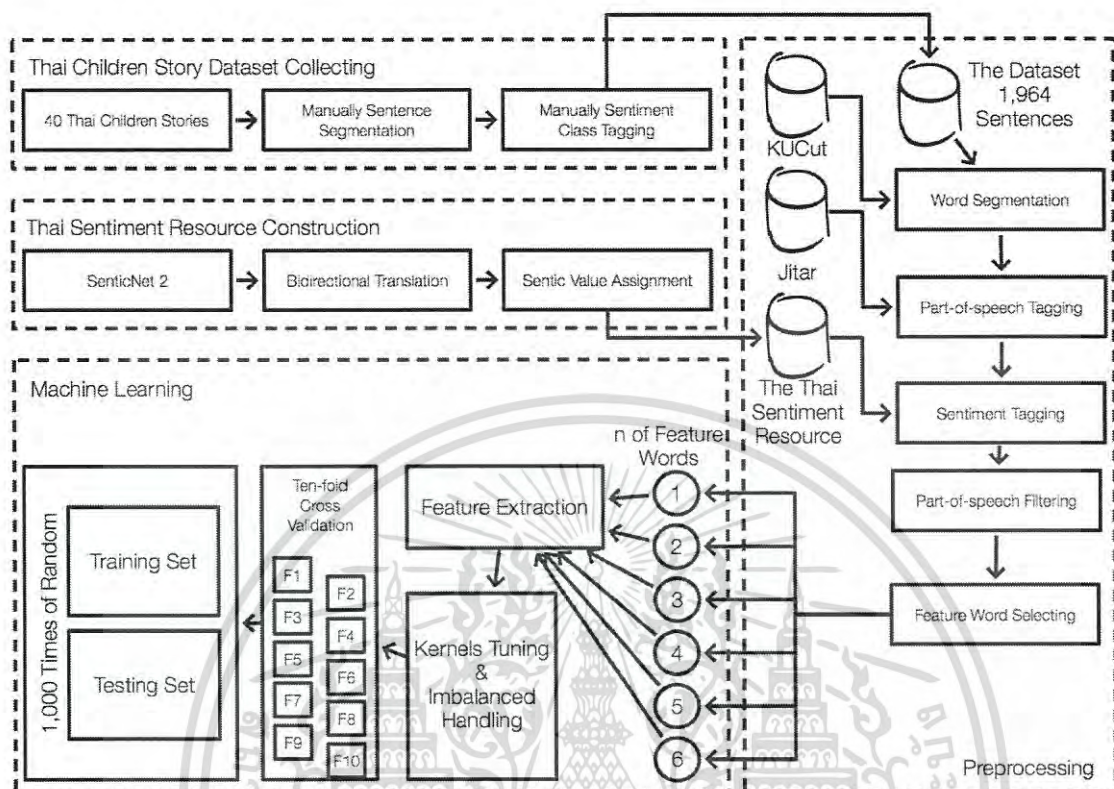 Thai Children Story Dataset Collecting
40 Thai Children Stories
Manually Sentence
Segmentation
Manually Sentiment
Class Tagging
Thai Sentiment Resource Construction
SenticNet 2
Bidirectional Translation
Sentic Value Assignment
KUCut
The Dataset
1,964
Sentences
Word Segmentation
Jitar
Part-of-speech Tagging
The Thai
Sentiment
Resource
Sentiment Tagging
Part-of-speech Filtering
Feature Word Selecting
Preprocessing
Machine Learning
n of Feature
Words
1
2
3
4
5
6
Feature Extraction
Kernels Tuning
&
Imbalanced
Handling
Ten-fold
Cross
Validation
F1
F2
F3
F4
F5
F6
F7
F8
F9
F10
1,000 Times of Random
Training Set
Testing Set